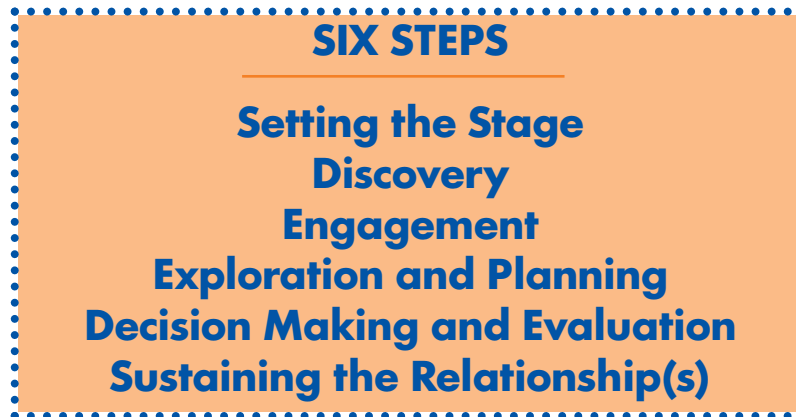 SIX STEPS
Setting the Stage
Discovery
Engagement
Exploration and Planning
Decision Making and Evaluation
Sustaining the Relationship(s)